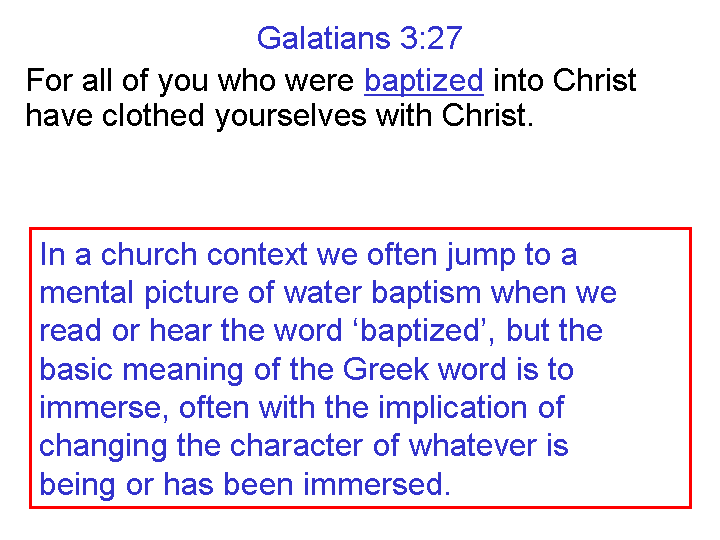 Galatians 3:27
For all of you who were baptized into Christ
have clothed yourselves with Christ.
In a church context we often jump to a
mental picture of water baptism when we
read or hear the word ‘baptized’, but the
basic meaning of the Greek word is to
immerse, often with the implication of
changing the character of whatever is
being or has been immersed.